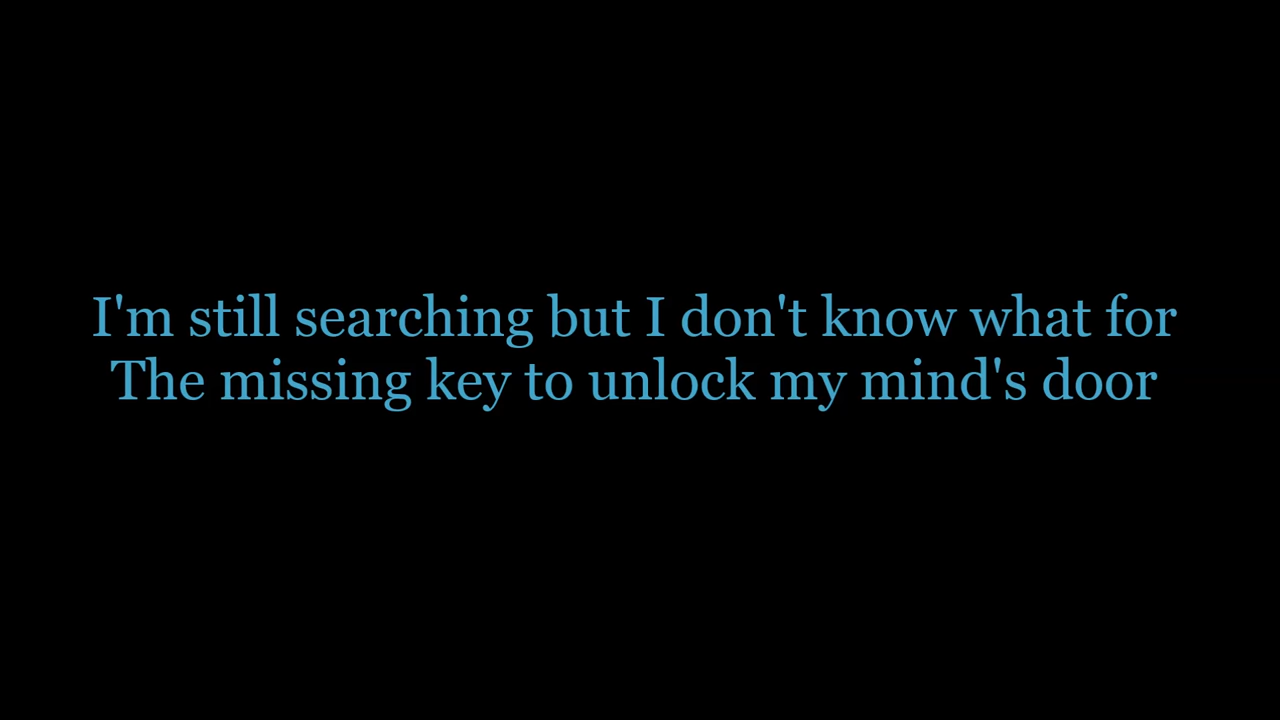 I'm still searching but I don't know what for
The missing key to unlock my mind's door